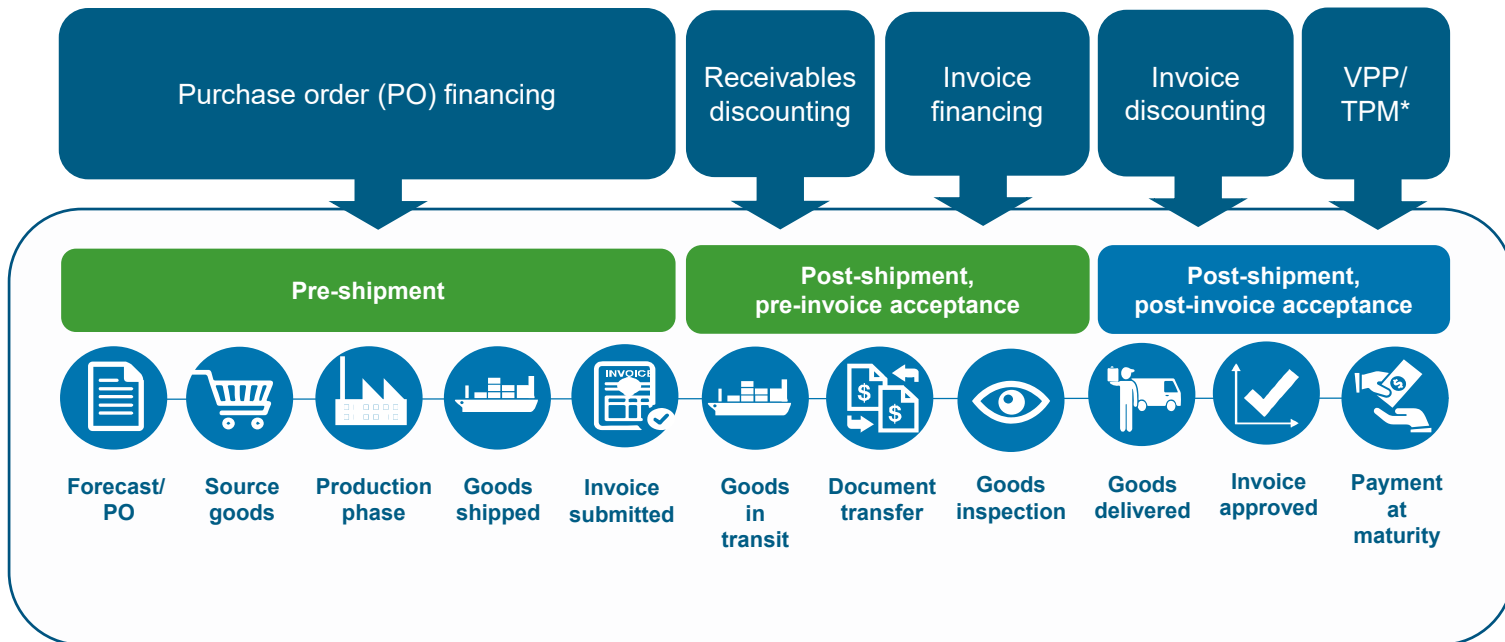 Purchase order (PO) financing
Receivables
discounting
Invoice
financing
Invoice
discounting
VPP/
TPM*
Pre-shipment
Post-shipment,
pre-invoice acceptance
Post-shipment,
post-invoice acceptance
INVOICE
$
$
$
Forecast/
PO
Source
goods
Production
phase
Goods
shipped
Invoice
submitted
Goods
in
transit
Document
transfer
Goods
inspection
Goods
delivered
Invoice
approved
Payment
at
maturity